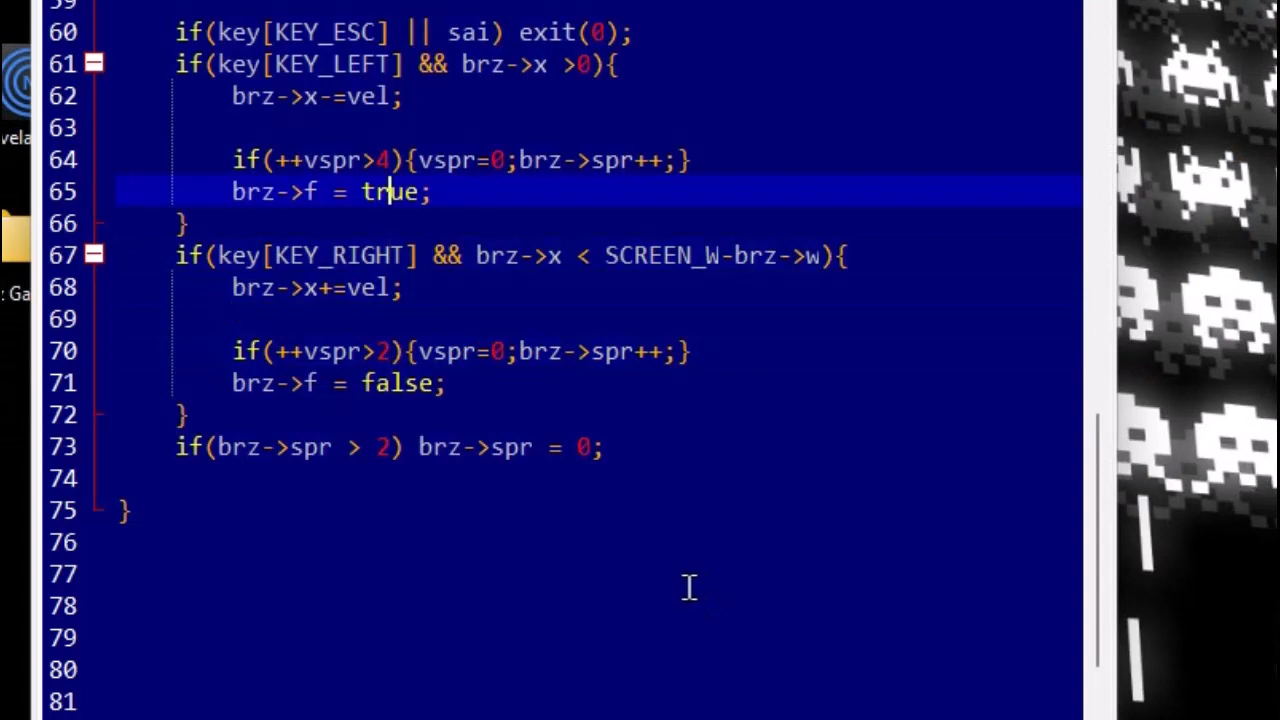 59
60 if(key[KEY_ESC] || sai) exit(0);
61 if(key[KEY_LEFT] && brz->x >0){
62 brz->x-=vel;
63
64 if(++vspr>4){vspr=0;brz->spr++;}
65 brz->f = true;
66 }
67 if(key[KEY_RIGHT] && brz->x < SCREEN_W-brz->w){
68 brz->x+=vel;
69
70 if(++vspr>2){vspr=0;brz->spr++;}
71 brz->f = false;
72 }
73 if(brz->spr > 2) brz->spr = 0;
74
75 }
76
77
78
79
80
81
vela
Ga